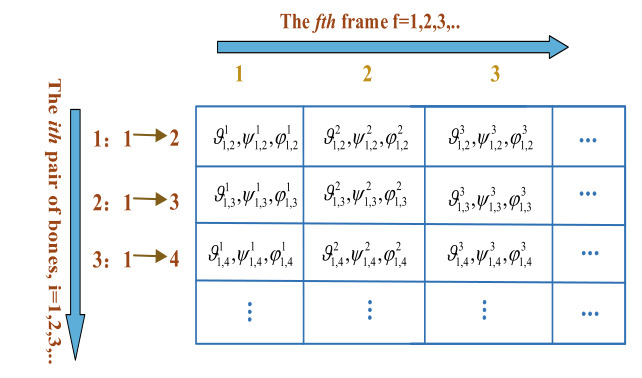 The fth frame f=1,2,3,..
1 2 3
The ith pair of bones, i=1,2,3,..
1: 1→2 ϑ¹₁,₂,ψ¹₁,₂,φ¹₁,₂ ϑ²₁,₂,ψ²₁,₂,φ²₁,₂ ϑ³₁,₂,ψ³₁,₂,φ³₁,₂ ...
2: 1→3 ϑ¹₁,₃,ψ¹₁,₃,φ¹₁,₃ ϑ²₁,₃,ψ²₁,₃,φ²₁,₃ ϑ³₁,₃,ψ³₁,₃,φ³₁,₃ ...
3: 1→4 ϑ¹₁,₄,ψ¹₁,₄,φ¹₁,₄ ϑ²₁,₄,ψ²₁,₄,φ²₁,₄ ϑ³₁,₄,ψ³₁,₄,φ³₁,₄ ...
⋮ ⋮ ⋮ ...